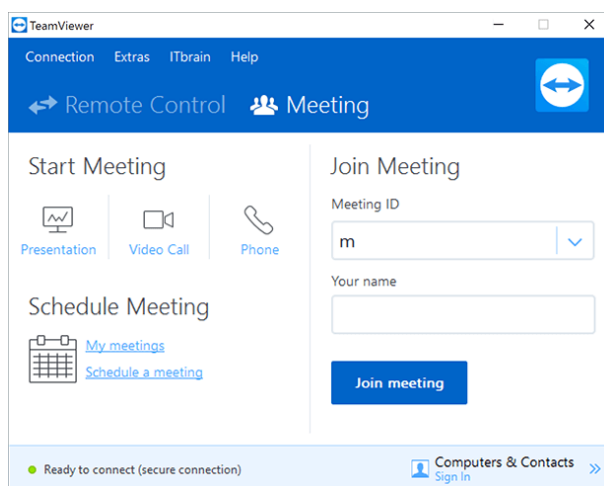 TeamViewer
Connection Extras ITbrain Help
Remote Control Meeting
Start Meeting
Presentation Video Call Phone
Schedule Meeting
My meetings
Schedule a meeting
Join Meeting
Meeting ID
m
Your name
Join meeting
Ready to connect (secure connection)
Computers & Contacts
Sign In